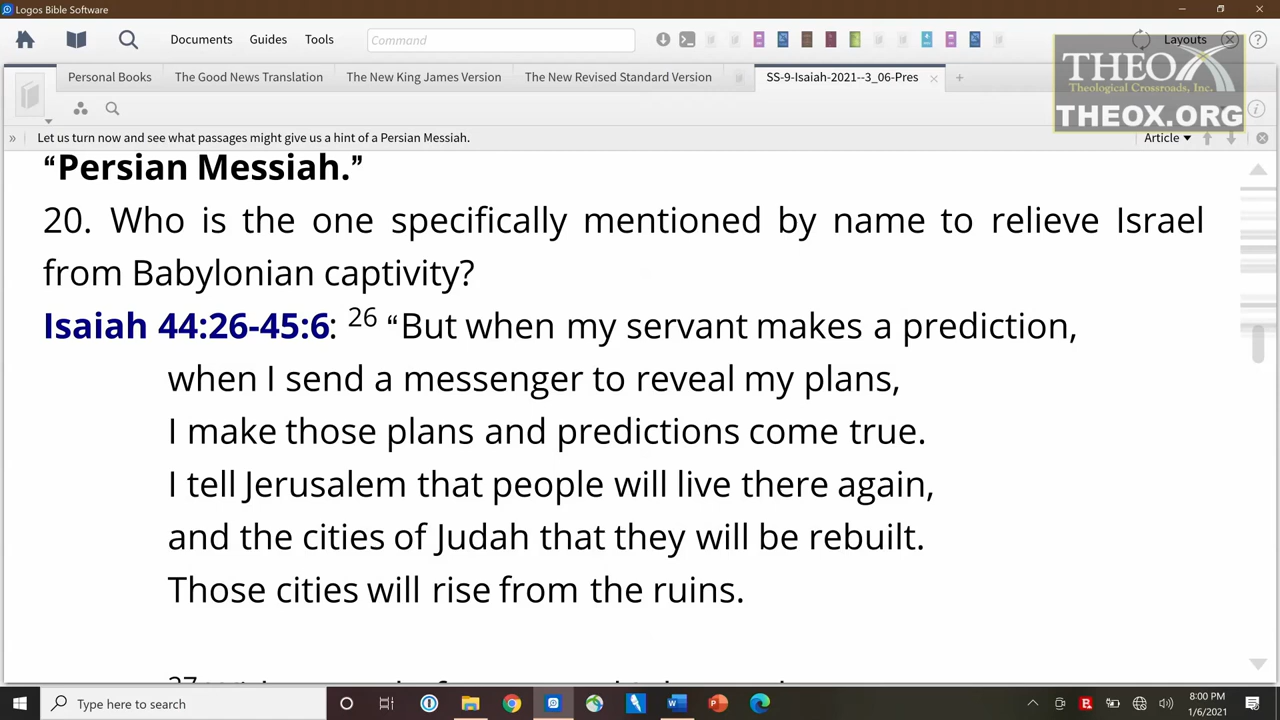 Logos Bible Software
Documents Guides Tools Command Layouts
Personal Books The Good News Translation The New King James Version The New Revised Standard Version SS-9-Isaiah-2021--3_06-Pres
THEOX
Theological Crossroads, Inc.
THEOX.ORG
Let us turn now and see what passages might give us a hint of a Persian Messiah. Article
“Persian Messiah.”
20. Who is the one specifically mentioned by name to relieve Israel
from Babylonian captivity?
Isaiah 44:26-45:6: 26 “But when my servant makes a prediction,
when I send a messenger to reveal my plans,
I make those plans and predictions come true.
I tell Jerusalem that people will live there again,
and the cities of Judah that they will be rebuilt.
Those cities will rise from the ruins.
Type here to search
8:00 PM
1/6/2021